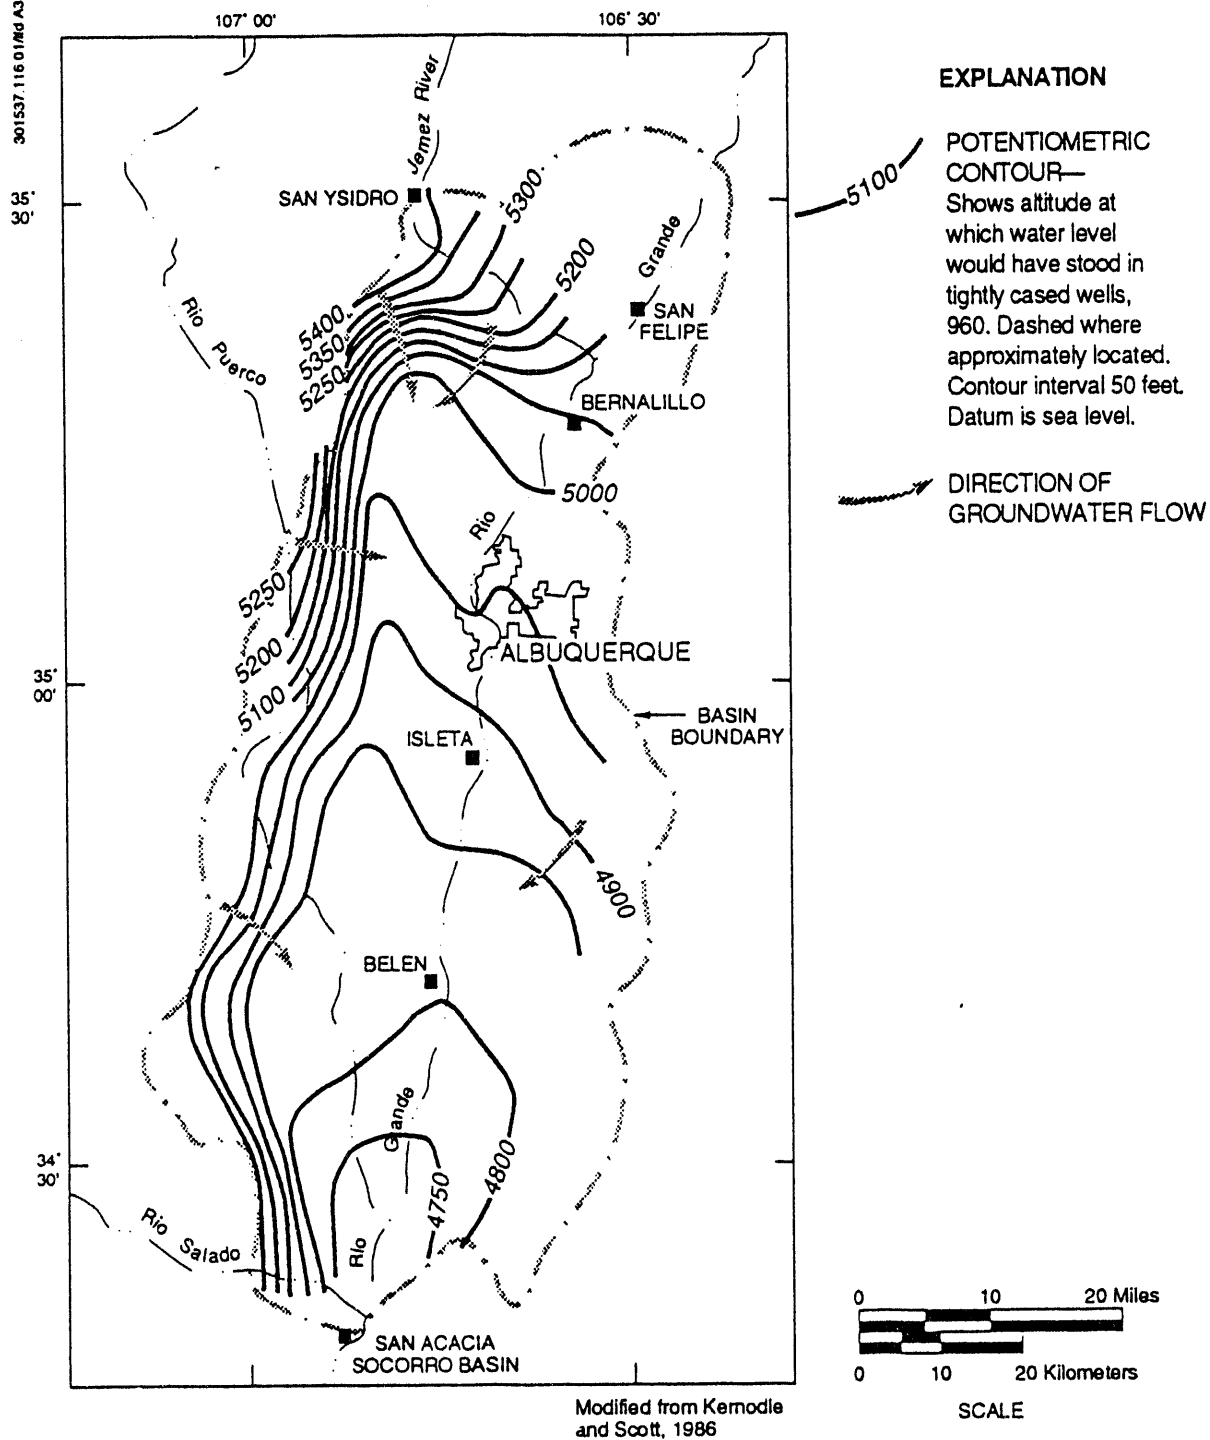 301537.116.01/lld A3
107° 00'
106° 30'
35°
30'
35°
00'
34°
30'
Jemez River
SAN YSIDRO
5300
5200
Grande
SAN
FELIPE
Rio Puerco
5400
5350
5250
BERNALILLO
5000
Rio
5250
5200
5100
ALBUQUERQUE
BASIN
BOUNDARY
ISLETA
4900
BELEN
Grande
4800
4750
Rio
Rio Salado
SAN ACACIA
SOCORRO BASIN
EXPLANATION
5100
POTENTIOMETRIC
CONTOUR—
Shows altitude at
which water level
would have stood in
tightly cased wells,
960. Dashed where
approximately located.
Contour interval 50 feet.
Datum is sea level.
DIRECTION OF
GROUNDWATER FLOW
0 10 20 Miles
0 10 20 Kilometers
SCALE
Modified from Kernodle
and Scott, 1986